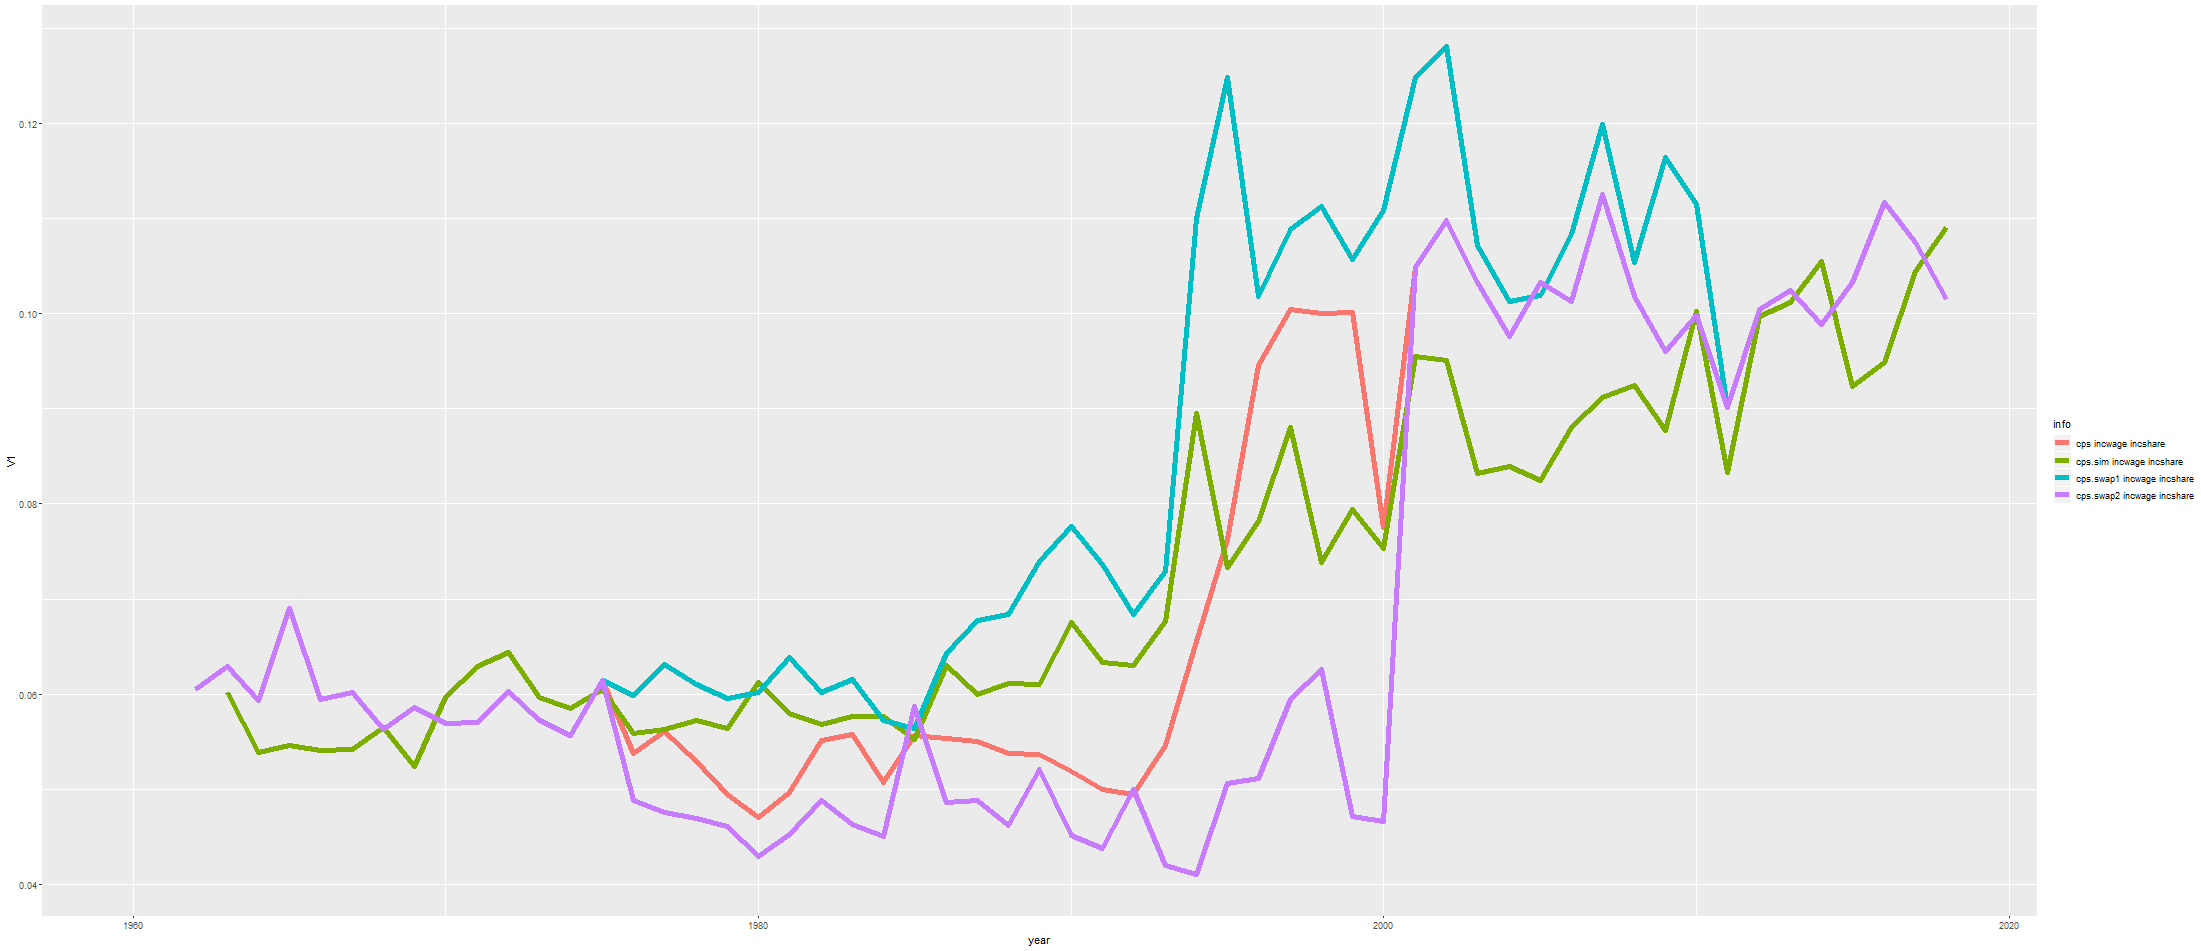 0.12
0.10
0.08
0.06
0.04
V1
1960
1980
2000
2020
year
info
cps incwage incshare
cps.sim incwage incshare
cps.swap1 incwage incshare
cps.swap2 incwage incshare